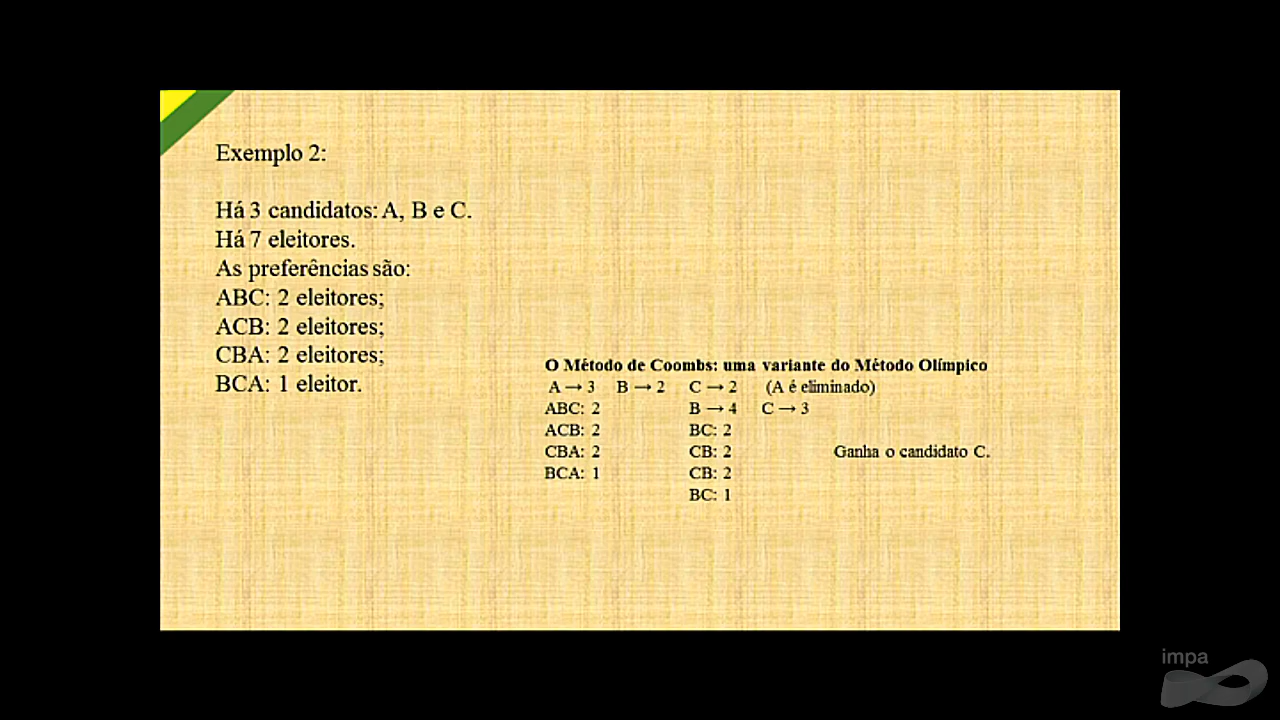 Exemplo 2:
Há 3 candidatos: A, B e C.
Há 7 eleitores.
As preferências são:
ABC: 2 eleitores;
ACB: 2 eleitores;
CBA: 2 eleitores;
BCA: 1 eleitor.
O Método de Coombs: uma variante do Método Olímpico
A → 3 B → 2 C → 2 (A é eliminado)
ABC: 2 B → 4 C → 3
ACB: 2 BC: 2
CBA: 2 CB: 2 Ganha o candidato C.
BCA: 1 CB: 2
BC: 1
impa